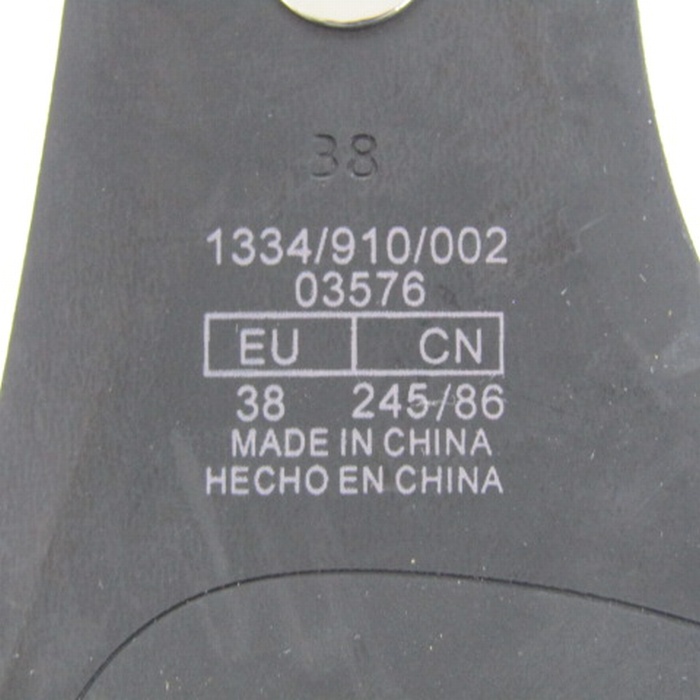 38
1334/910/002
03576
EU CN
38 245/86
MADE IN CHINA
HECHO EN CHINA